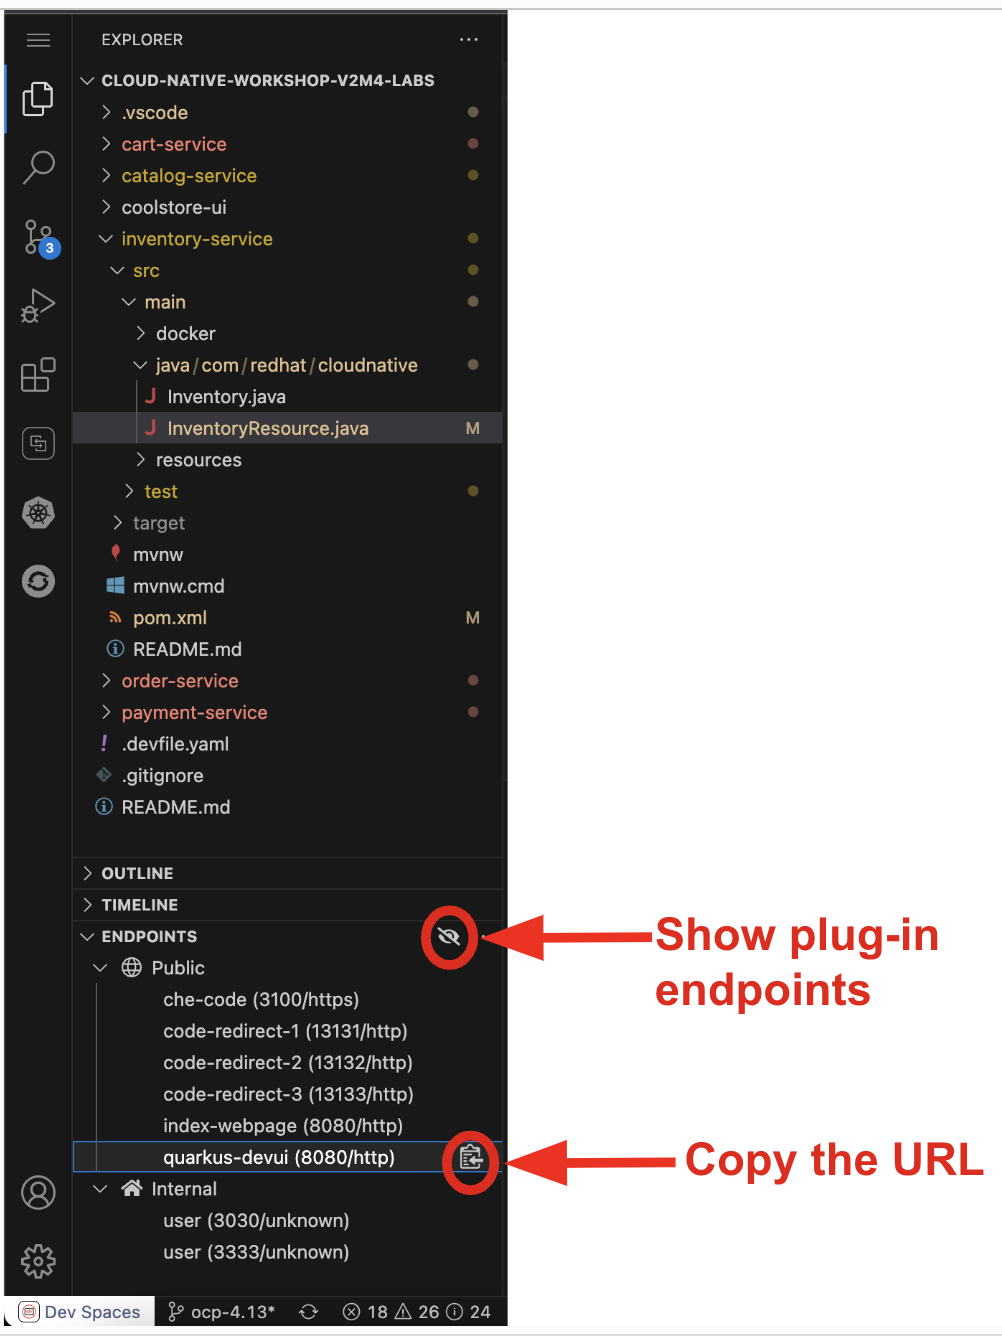 EXPLORER
CLOUD-NATIVE-WORKSHOP-V2M4-LABS
.vscode
cart-service
catalog-service
coolstore-ui
3
inventory-service
src
main
docker
java/com/redhat/cloudnative
J Inventory.java
J InventoryResource.java M
resources
test
target
mvnw
mvnw.cmd
pom.xml M
README.md
order-service
payment-service
! .devfile.yaml
.gitignore
README.md
OUTLINE
TIMELINE
ENDPOINTS
Show plug-in
endpoints
Public
che-code (3100/https)
code-redirect-1 (13131/http)
code-redirect-2 (13132/http)
code-redirect-3 (13133/http)
index-webpage (8080/http)
quarkus-devui (8080/http)
Copy the URL
Internal
user (3030/unknown)
user (3333/unknown)
Dev Spaces ocp-4.13* 18 26 24